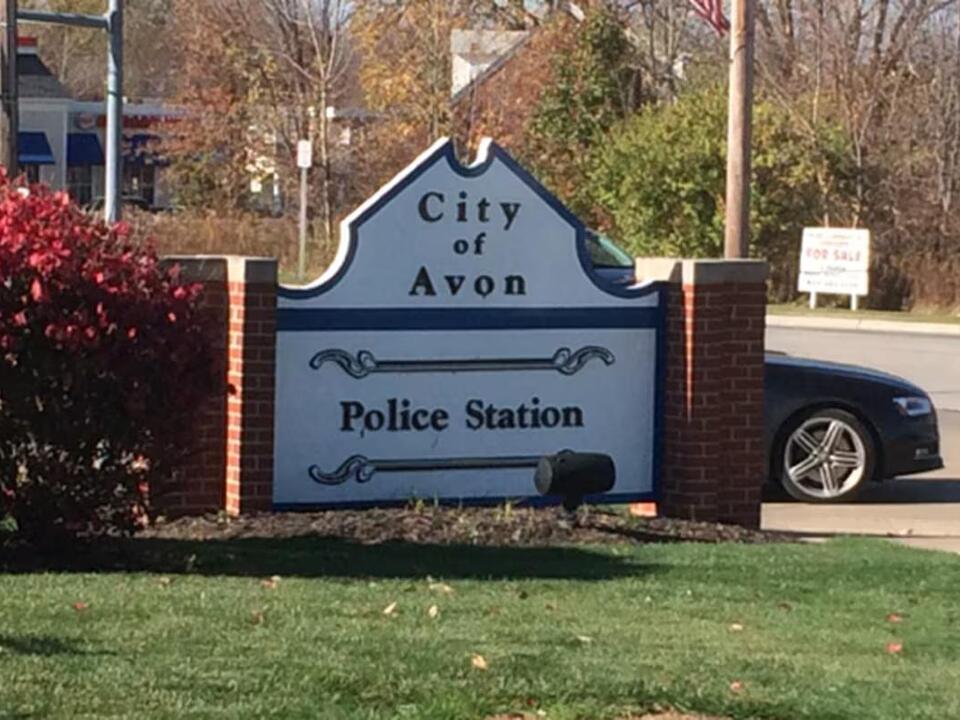 City
of
Avon
Police Station
FOR SALE